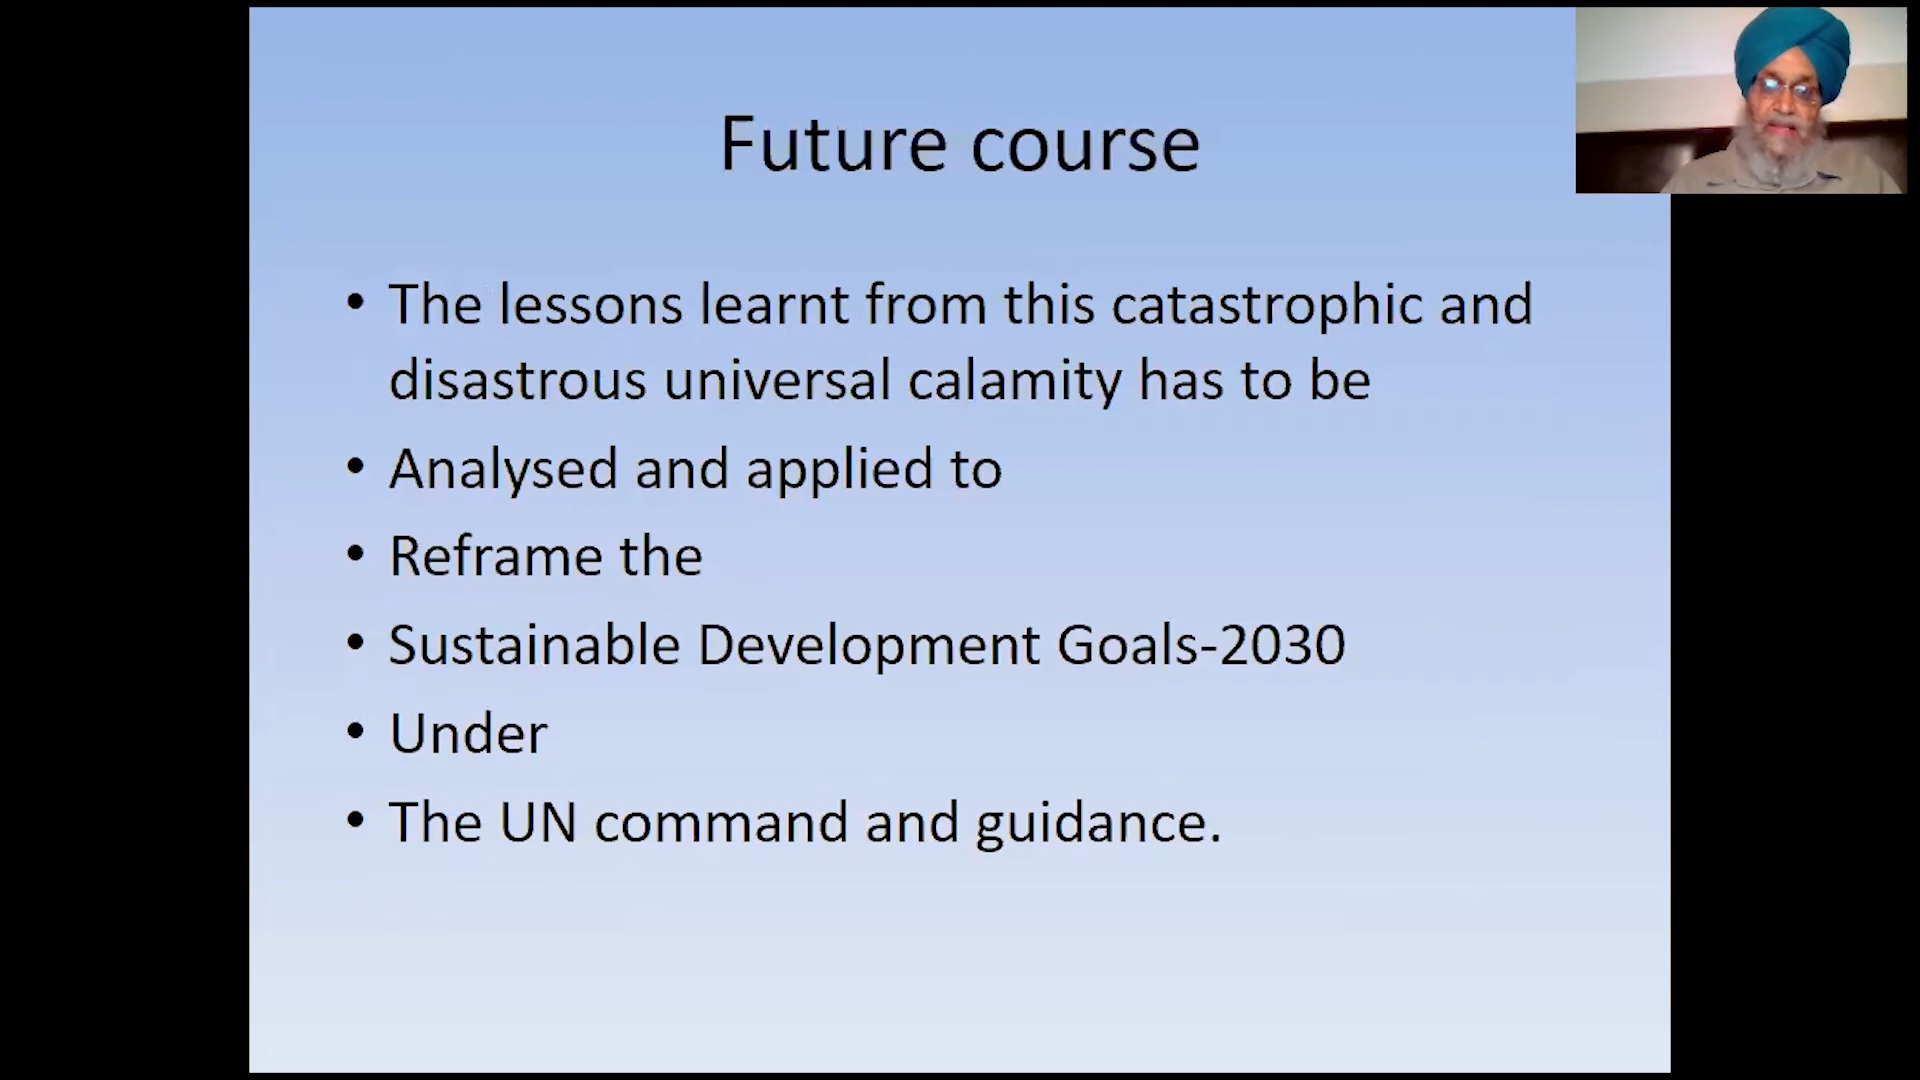 Future course
• The lessons learnt from this catastrophic and
disastrous universal calamity has to be
• Analysed and applied to
• Reframe the
• Sustainable Development Goals-2030
• Under
• The UN command and guidance.